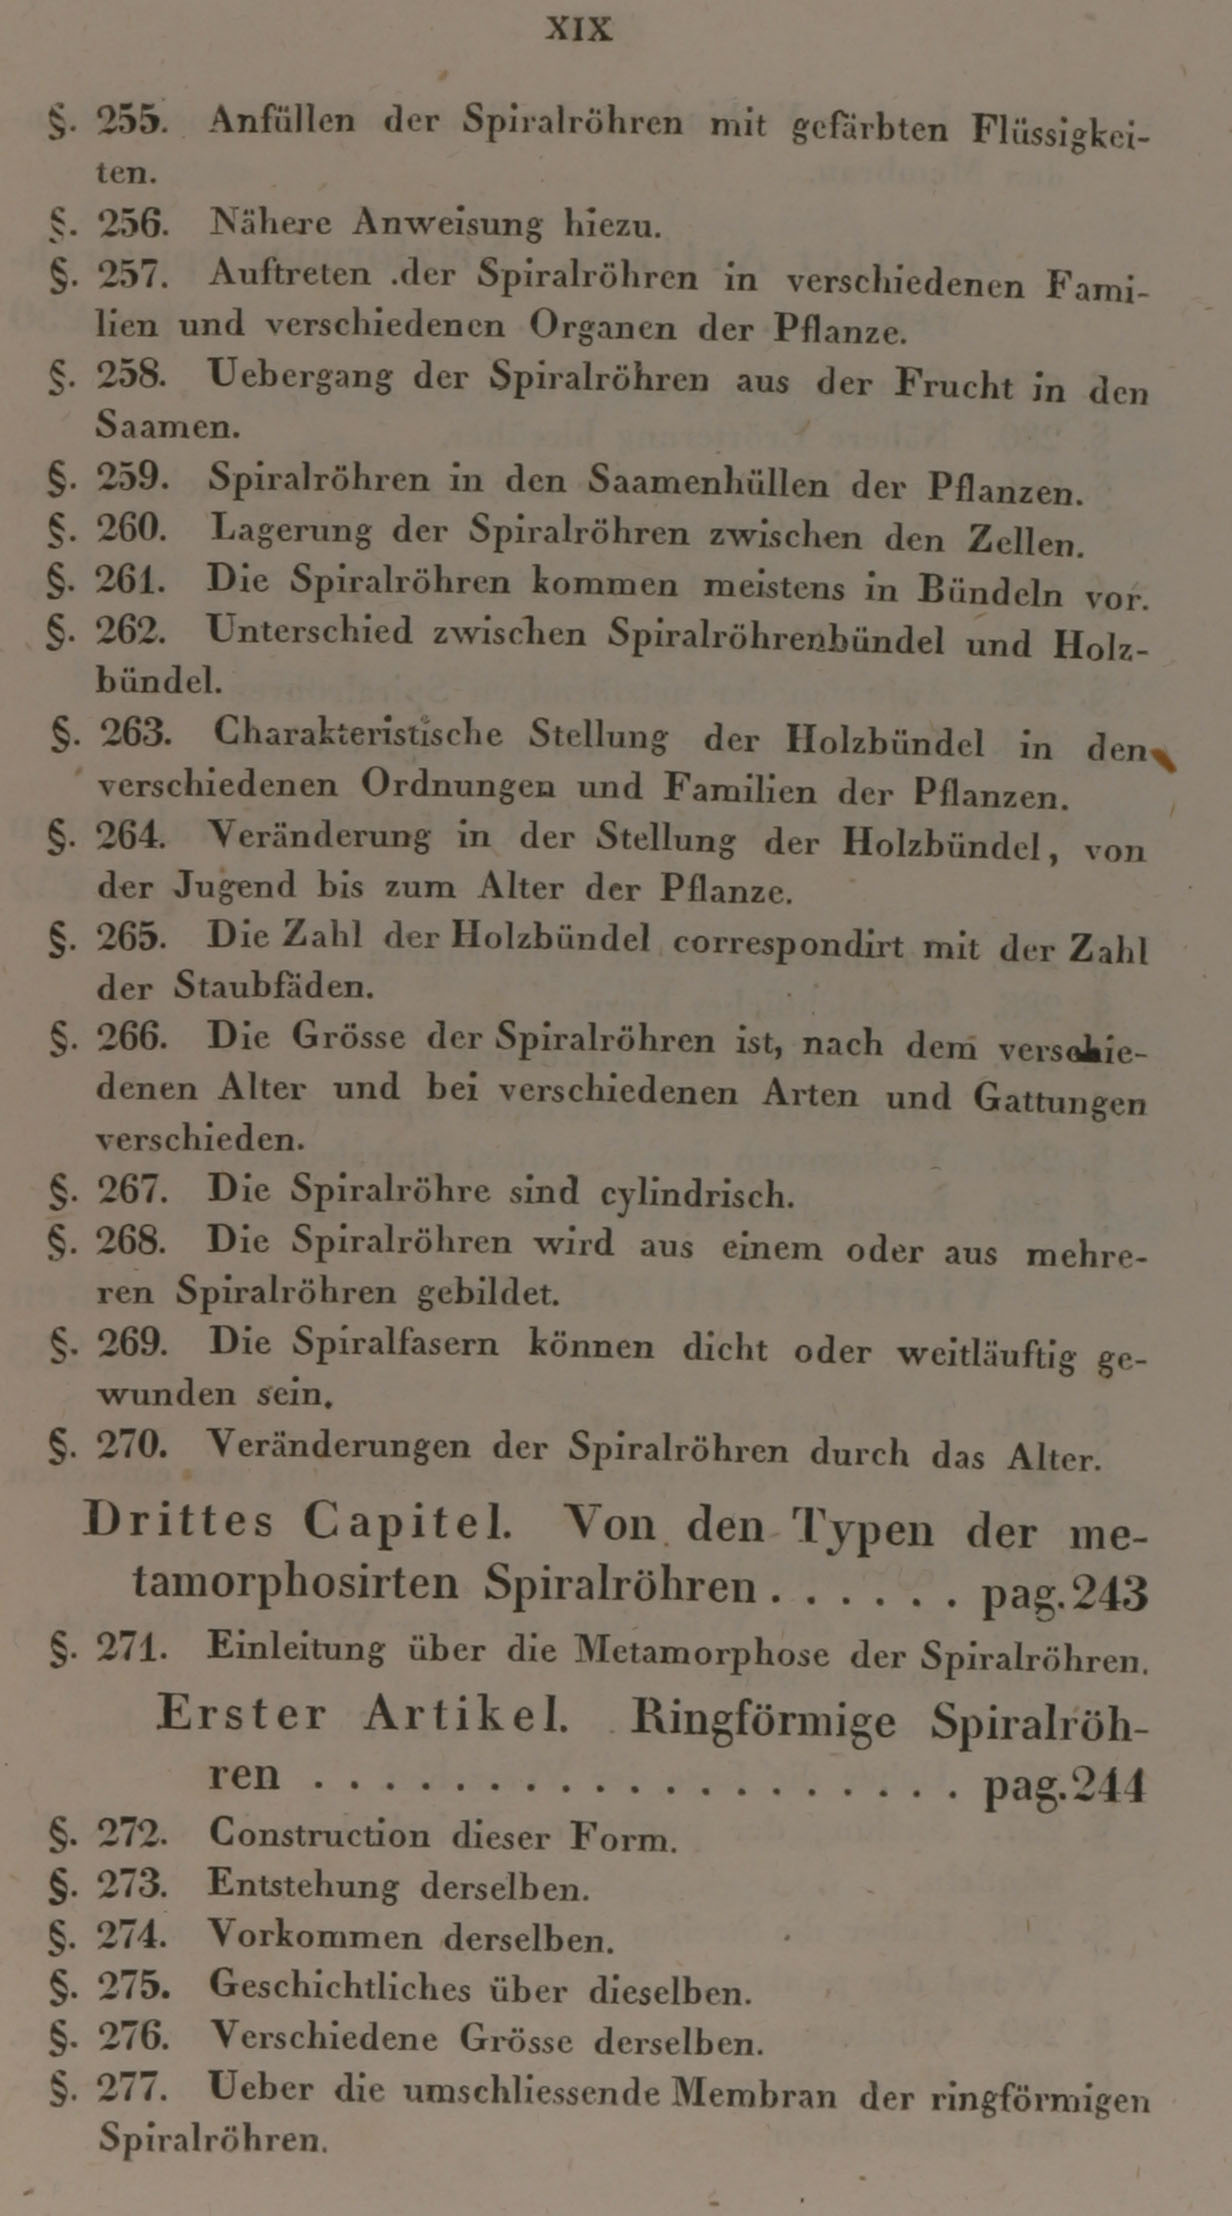 XIX
§. 255. Anfüllen der Spiralröhren mit gefärbten Flüssigkei-
ten.
§. 256. Nähere Anweisung hiezu.
§. 257. Auftreten .der Spiralröhren in verschiedenen Fami-
lien und verschiedenen Organen der Pflanze.
§. 258. Uebergang der Spiralröhren aus der Frucht in den
Saamen.
§. 259. Spiralröhren in den Saamenhüllen der Pflanzen.
§. 260. Lagerung der Spiralröhren zwischen den Zellen.
§. 261. Die Spiralröhren kommen meistens in Bündeln vor.
§. 262. Unterschied zwischen Spiralröhrenbündel und Holz-
bündel.
§. 263. Charakteristische Stellung der Holzbündel in den
verschiedenen Ordnungen und Familien der Pflanzen.
§. 264. Veränderung in der Stellung der Holzbündel, von
der Jugend bis zum Alter der Pflanze.
§. 265. Die Zahl der Holzbündel correspondirt mit der Zahl
der Staubfäden.
§. 266. Die Grösse der Spiralröhren ist, nach dem verschie-
denen Alter und bei verschiedenen Arten und Gattungen
verschieden.
§. 267. Die Spiralröhre sind cylindrisch.
§. 268. Die Spiralröhren wird aus einem oder aus mehre-
ren Spiralröhren gebildet.
§. 269. Die Spiralfasern können dicht oder weitläuftig ge-
wunden sein.
§. 270. Veränderungen der Spiralröhren durch das Alter.
Drittes Capitel. Von den Typen der me-
tamorphosirten Spiralröhren . . . . . . pag. 243
§. 271. Einleitung über die Metamorphose der Spiralröhren.
Erster Artikel. Ringförmige Spiralröh-
ren . . . . . . . . . . . . . . . . . . . pag. 244
§. 272. Construction dieser Form.
§. 273. Entstehung derselben.
§. 274. Vorkommen derselben.
§. 275. Geschichtliches über dieselben.
§. 276. Verschiedene Grösse derselben.
§. 277. Ueber die umschliessende Membran der ringförmigen
Spiralröhren.